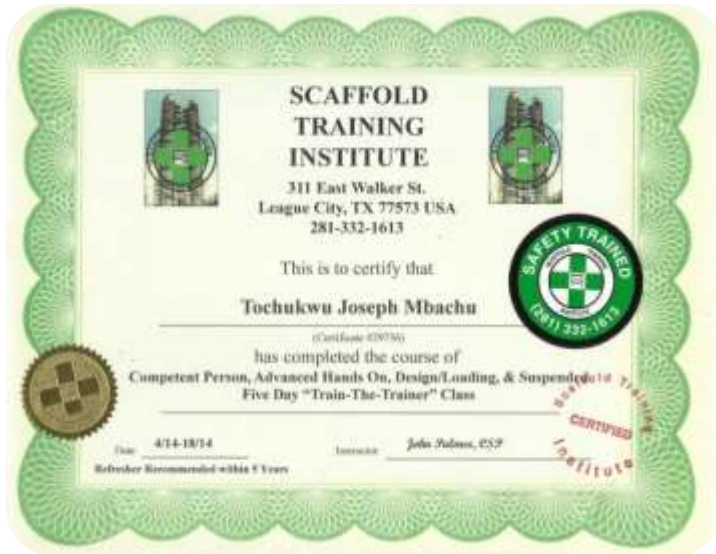 SCAFFOLD
TRAINING
INSTITUTE
311 East Walker St.
League City, TX 77573 USA
281-332-1613
SAFETY TRAINED
(281) 332-1613
This is to certify that
Tochukwu Joseph Mbachu
has completed the course of
Competent Person, Advanced Hands On, Design/Loading, & Suspended
Five Day "Train-The-Trainer" Class
Scaffold Training
CERTIFIED
Institute
Date 4/14-18/14
Instructor John Palmer, CSP
Refresher Recommended within 5 Years